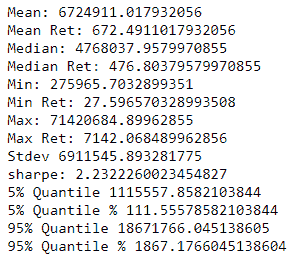 Mean: 6724911.017932056
Mean Ret: 672.4911017932056
Median: 4768037.9579970855
Median Ret: 476.80379579970855
Min: 275965.7032899351
Min Ret: 27.596570328993508
Max: 71420684.89962855
Max Ret: 7142.068489962856
Stdev 6911545.893281775
sharpe: 2.2322260023454827
5% Quantile 1115557.8582103844
5% Quantile % 111.55578582103844
95% Quantile 18671766.045138605
95% Quantile % 1867.1766045138604